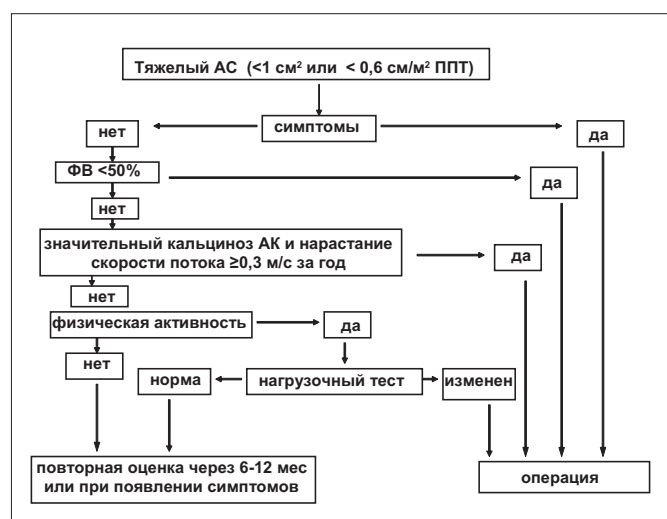 Тяжелый АС (<1 см² или < 0,6 см/м² ППТ)
нет
симптомы
да
ФВ <50%
да
нет
значительный кальциноз АК и нарастание
скорости потока ≥0,3 м/с за год
да
нет
физическая активность
да
нет
норма
нагрузочный тест
изменен
повторная оценка через 6-12 мес
или при появлении симптомов
операция